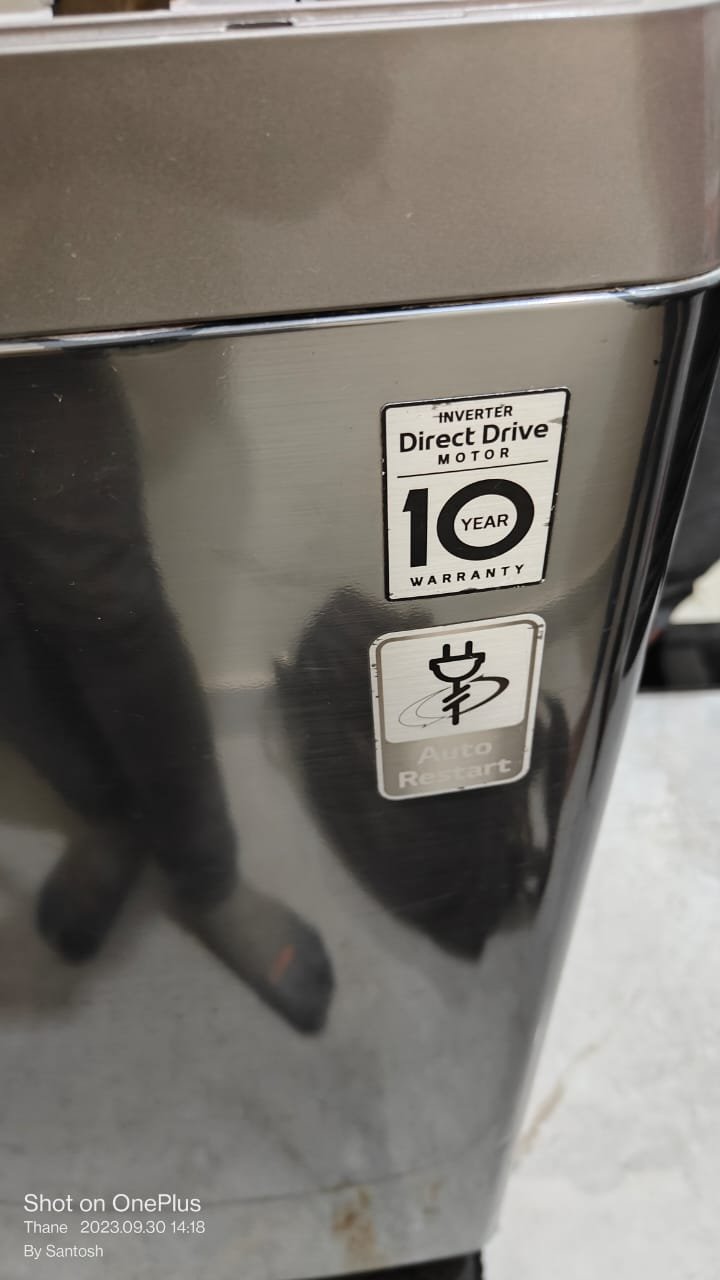 INVERTER
Direct Drive
MOTOR
10
YEAR
WARRANTY
Auto
Restart
Shot on OnePlus
Thane 2023.09.30 14:18
By Santosh